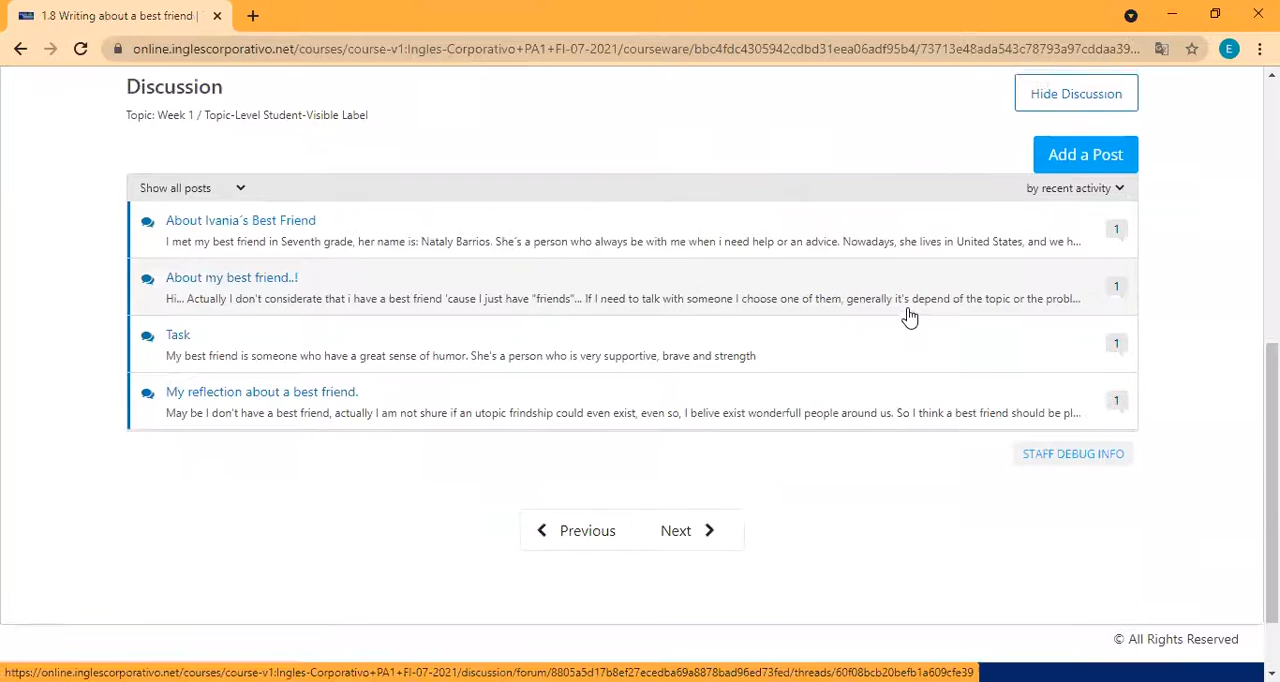 1.8 Writing about a best friend |
online.inglescorporativo.net/courses/course-v1:Ingles-Corporativo+PA1+FI-07-2021/courseware/bbc4fdc4305942cdbd31eea06adf95b4/73713e48ada543c78793a97cddaa39...
E
Discussion
Hide Discussion
Topic: Week 1 / Topic-Level Student-Visible Label
Add a Post
Show all posts
by recent activity
About Ivania´s Best Friend
1
I met my best friend in Seventh grade, her name is: Nataly Barrios. She´s a person who always be with me when i need help or an advice. Nowadays, she lives in United States, and we h...
About my best friend..!
1
Hi... Actually I don't considerate that i have a best friend 'cause I just have "friends"... If I need to talk with someone I choose one of them, generally it's depend of the topic or the probl...
Task
1
My best friend is someone who have a great sense of humor. She's a person who is very supportive, brave and strength
My reflection about a best friend.
1
May be I don't have a best friend, actually I am not shure if an utopic frindship could even exist, even so, I belive exist wonderfull people around us. So I think a best friend should be pl...
STAFF DEBUG INFO
Previous
Next
© All Rights Reserved
https://online.inglescorporativo.net/courses/course-v1:Ingles-Corporativo+PA1+FI-07-2021/discussion/forum/8805a5d17b8ef27ecedba69a8878bad96ed73fed/threads/60f08bcb20befb1a609cfe39